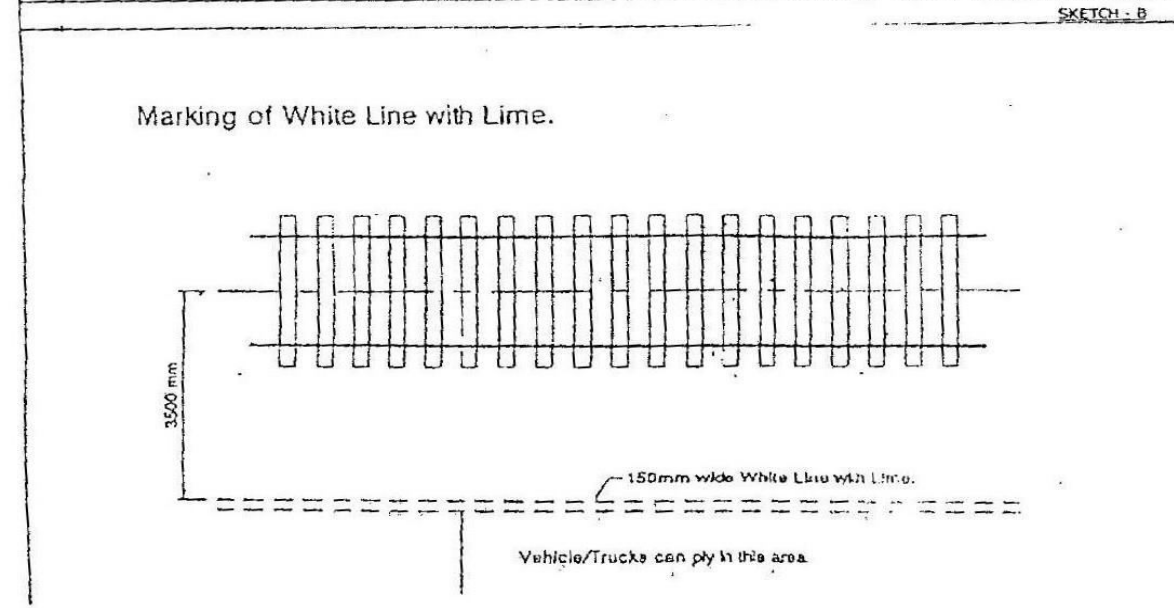 SKETCH - B
Marking of White Line with Lime.
3500 mm
150mm wide White Line with Lime.
Vehicle/Trucks can ply in this area